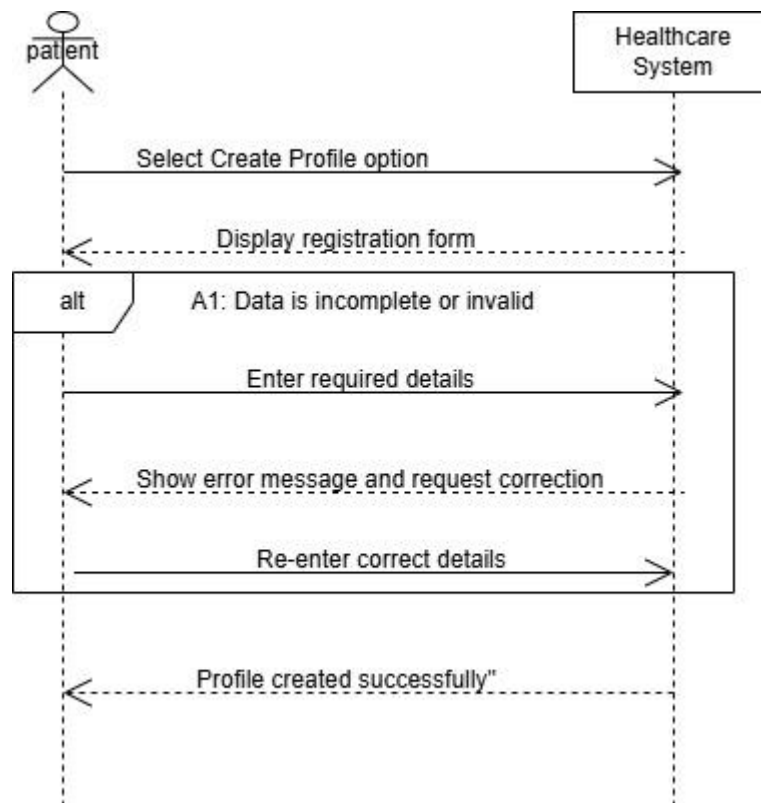 patient
Healthcare
System
Select Create Profile option
Display registration form
alt
A1: Data is incomplete or invalid
Enter required details
Show error message and request correction
Re-enter correct details
Profile created successfully"